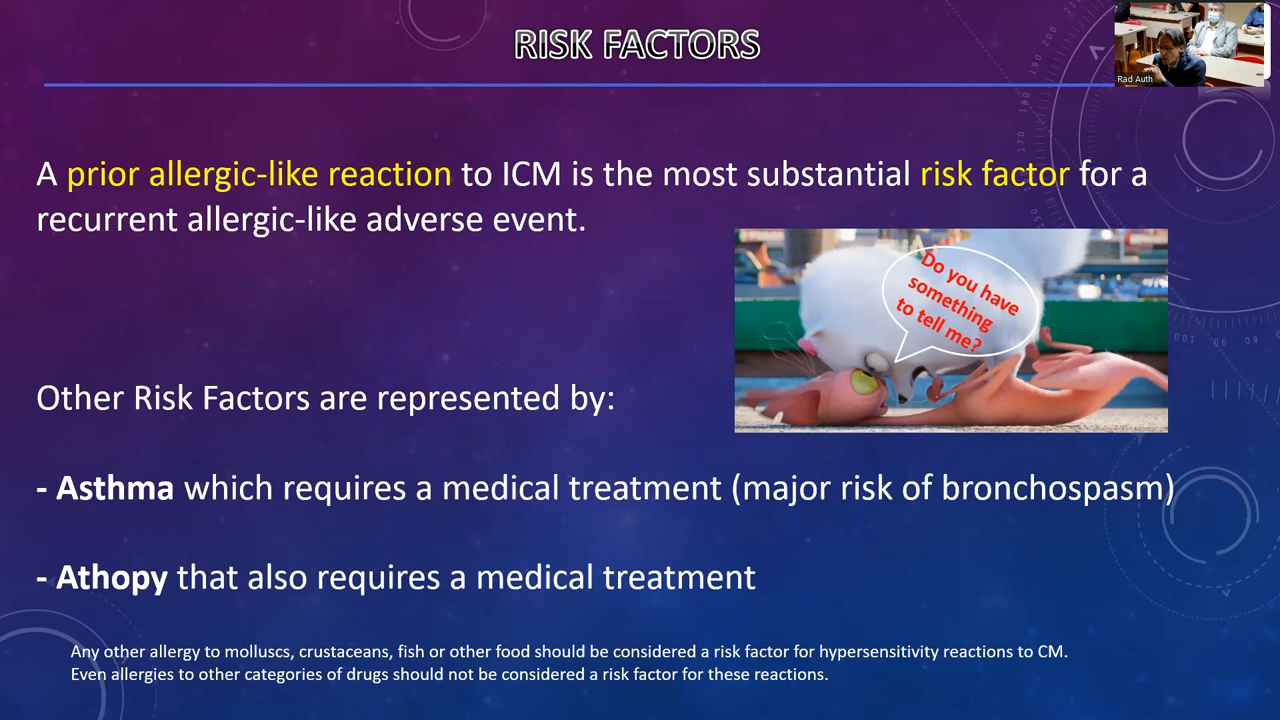 RISK FACTORS
Rad Auth
A prior allergic-like reaction to ICM is the most substantial risk factor for a
recurrent allergic-like adverse event.
Do you have
something
to tell me?
Other Risk Factors are represented by:
- Asthma which requires a medical treatment (major risk of bronchospasm)
- Athopy that also requires a medical treatment
Any other allergy to molluscs, crustaceans, fish or other food should be considered a risk factor for hypersensitivity reactions to CM.
Even allergies to other categories of drugs should not be considered a risk factor for these reactions.